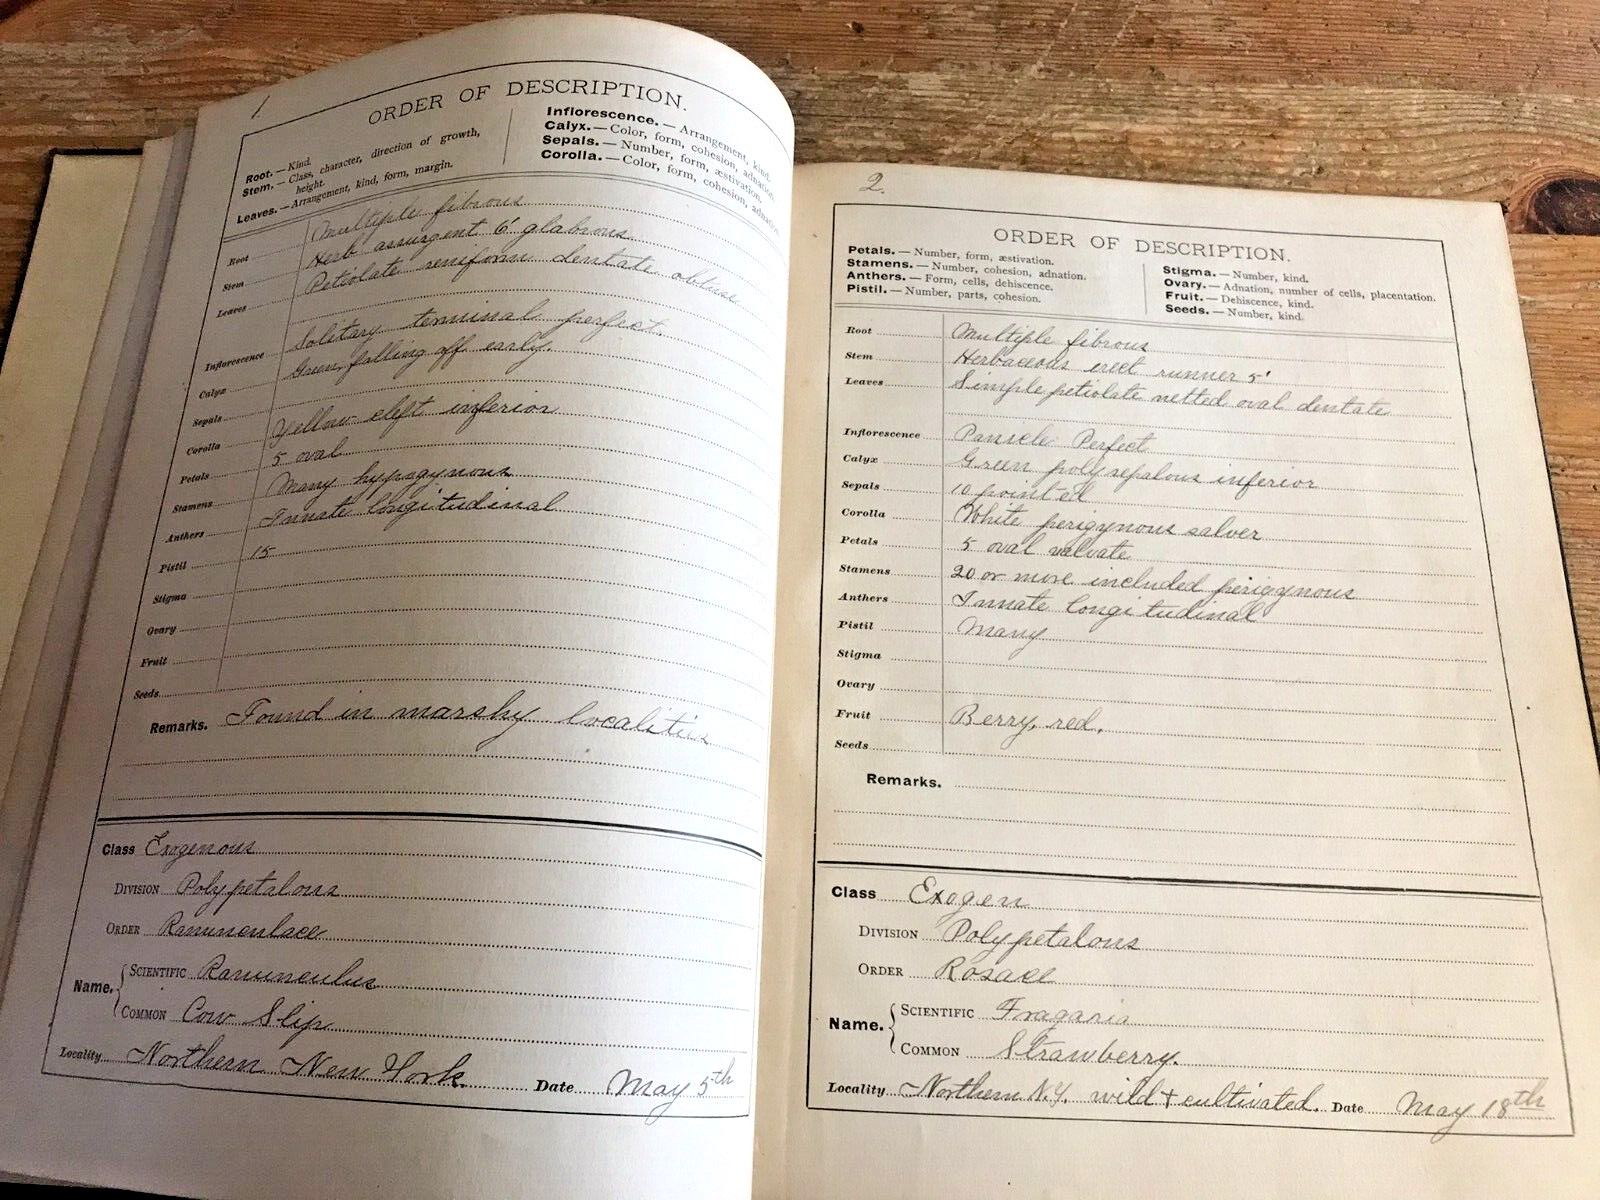 1.
ORDER OF DESCRIPTION.
Root. — Kind.
Stem. — Class, character, direction of growth,
height.
Leaves. — Arrangement, kind, form, margin.
Inflorescence. — Arrangement, kind.
Calyx. — Color, form, cohesion, adnation.
Sepals. — Number, form, æstivation.
Corolla. — Color, form, cohesion, adnation
Root Multiple fibrous
Stem Herb assurgent 6' glabrous
Leaves Petiolate reniform dentate obtuse
Inflorescence Solitary terminal perfect.
Calyx Green, falling off early.
Sepals
Corolla Yellow cleft inferior
Petals 5 oval
Stamens Many hypogynous
Anthers Innate longitudinal
Pistil 15
Stigma
Ovary
Fruit
Seeds
Remarks. Found in marshy localities
Class Exogenous
Division Polypetalous
Order Ranunculace
Name. Scientific Ranunculus
Common Cow Slip
Locality Northern New York Date May 5th
2.
ORDER OF DESCRIPTION.
Petals. — Number, form, æstivation.
Stamens. — Number, cohesion, adnation.
Anthers. — Form, cells, dehiscence.
Pistil. — Number, parts, cohesion.
Stigma. — Number, kind.
Ovary. — Adnation, number of cells, placentation.
Fruit. — Dehiscence, kind.
Seeds. — Number, kind.
Root Multiple fibrous
Stem Herbaceous erect runner 5'
Leaves Simple petiolate netted oval dentate
Inflorescence Panicle Perfect
Calyx Green polysepalous inferior
Sepals 10 pointed
Corolla White perigynous salver
Petals 5 oval valvate
Stamens 20 or more included perigynous
Anthers Innate longitudinal
Pistil Many
Stigma
Ovary
Fruit Berry, red.
Seeds
Remarks.
Class Exogen
Division Polypetalous
Order Rosace
Name. Scientific Fragaria
Common Strawberry.
Locality Northern N.Y. wild + cultivated. Date May 18th